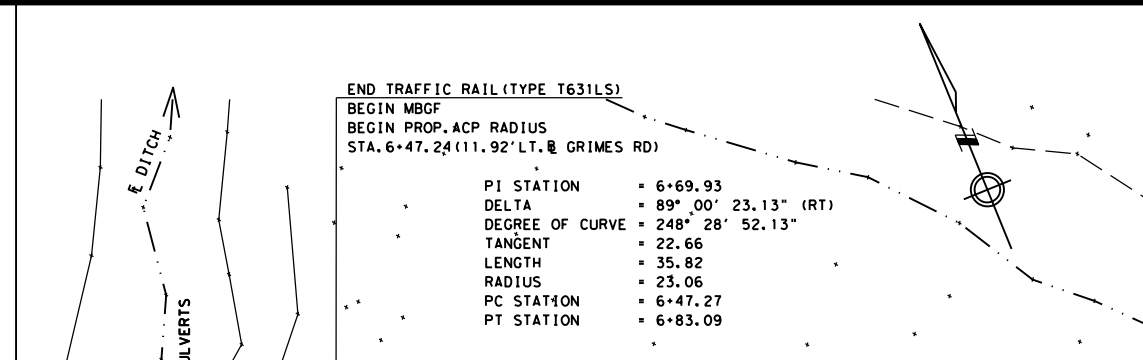 END TRAFFIC RAIL(TYPE T631LS)
BEGIN MBGF
BEGIN PROP. ACP RADIUS
STA. 6+47.24(11.92'LT. ℄ GRIMES RD)
℄ DITCH
PI STATION = 6+69.93
DELTA = 89° 00' 23.13" (RT)
DEGREE OF CURVE = 248° 28' 52.13"
TANGENT = 22.66
LENGTH = 35.82
RADIUS = 23.06
PC STATION = 6+47.27
PT STATION = 6+83.09